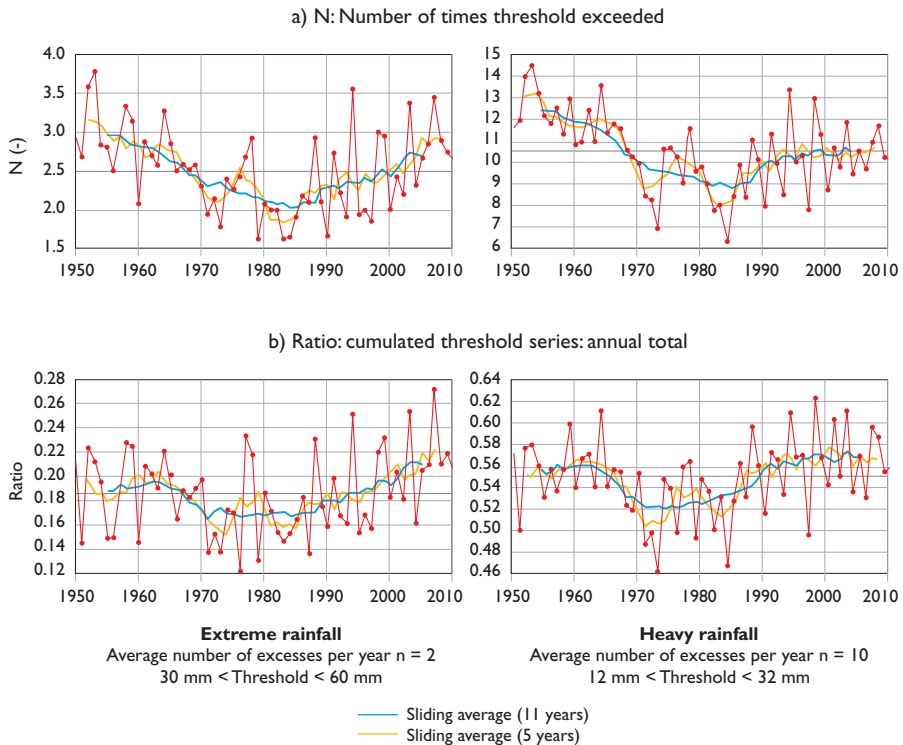 a) N: Number of times threshold exceeded
N (-)
4.0
3.5
3.0
2.5
2.0
1.5
1950 1960 1970 1980 1990 2000 2010
15
14
13
12
11
10
9
8
7
6
1950 1960 1970 1980 1990 2000 2010
b) Ratio: cumulated threshold series: annual total
Ratio
0.28
0.24
0.22
0.20
0.18
0.16
0.14
0.12
1950 1960 1970 1980 1990 2000 2010
0.64
0.62
0.60
0.58
0.56
0.54
0.52
0.50
0.48
0.46
1950 1960 1970 1980 1990 2000 2010
Extreme rainfall
Average number of excesses per year n = 2
30 mm < Threshold < 60 mm
Heavy rainfall
Average number of excesses per year n = 10
12 mm < Threshold < 32 mm
Sliding average (11 years)
Sliding average (5 years)